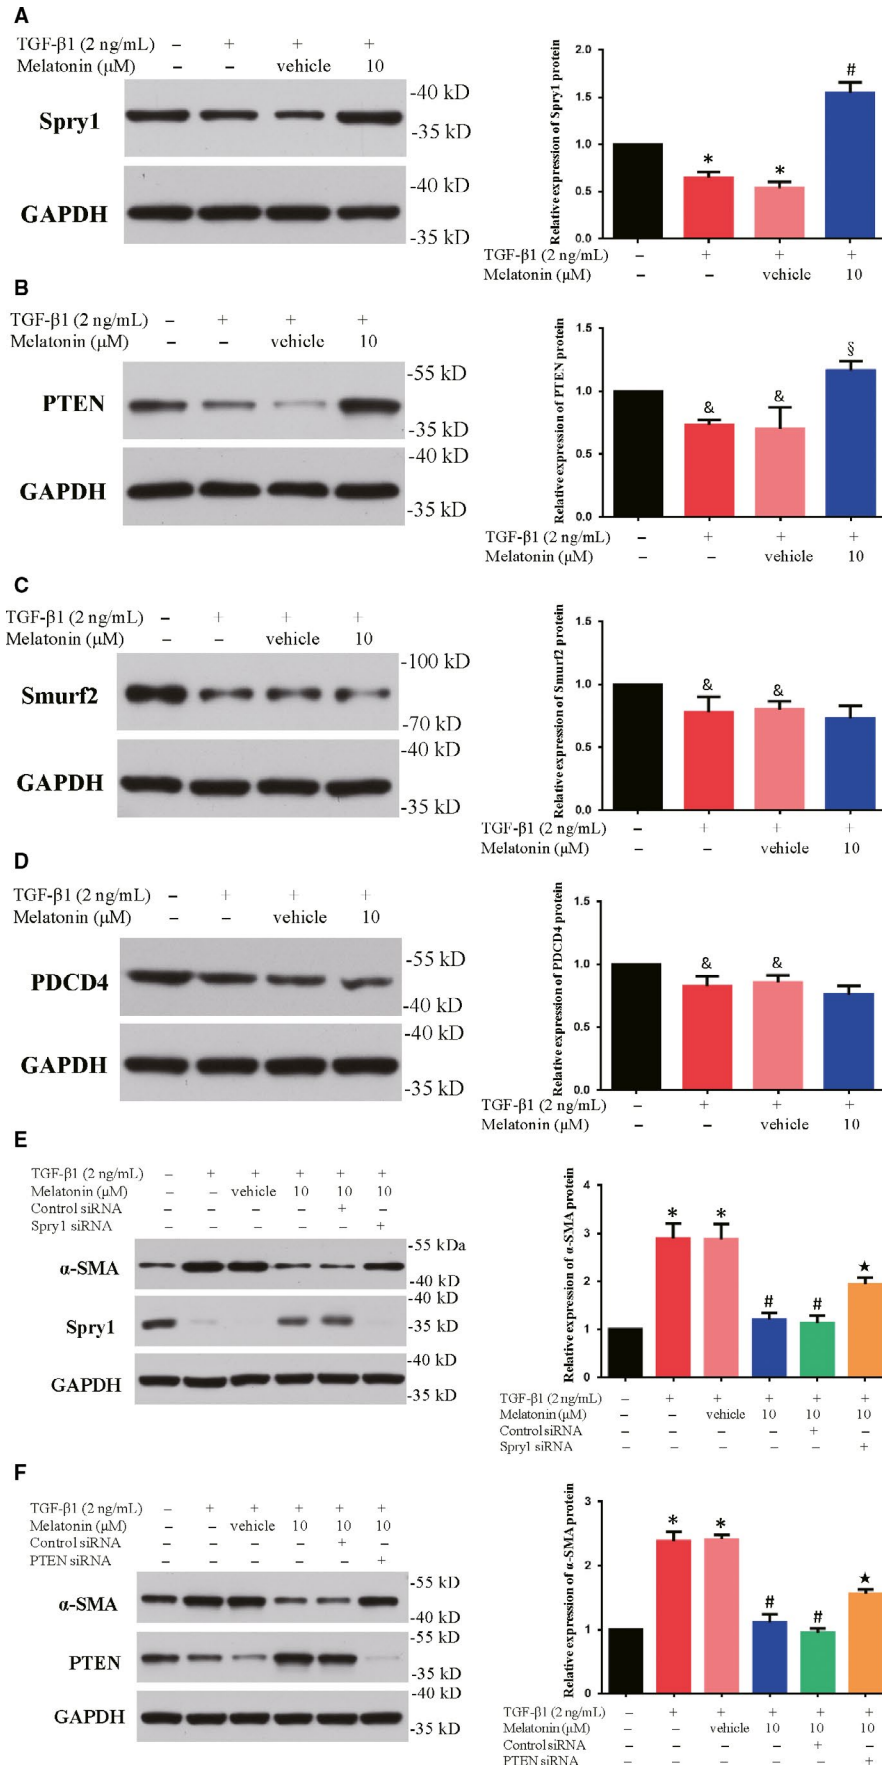 A
TGF-β1 (2 ng/mL) – + + +
Melatonin (μM) – – vehicle 10
Spry1
-40 kD
-35 kD
GAPDH
-40 kD
-35 kD
Relative expression of Spry1 protein
2.0
1.5
1.0
0.5
0.0
* * #
TGF-β1 (2 ng/mL) – + + +
Melatonin (μM) – – vehicle 10
B
TGF-β1 (2 ng/mL) – + + +
Melatonin (μM) – – vehicle 10
PTEN
-55 kD
-35 kD
GAPDH
-40 kD
-35 kD
Relative expression of PTEN protein
1.5
1.0
0.5
0.0
& & §
TGF-β1 (2 ng/mL) – + + +
Melatonin (μM) – – vehicle 10
C
TGF-β1 (2 ng/mL) – + + +
Melatonin (μM) – – vehicle 10
Smurf2
-100 kD
-70 kD
GAPDH
-40 kD
-35 kD
Relative expression of Smurf2 protein
1.5
1.0
0.5
0.0
& &
TGF-β1 (2 ng/mL) – + + +
Melatonin (μM) – – vehicle 10
D
TGF-β1 (2 ng/mL) – + + +
Melatonin (μM) – – vehicle 10
PDCD4
-55 kD
-40 kD
GAPDH
-40 kD
-35 kD
Relative expression of PDCD4 protein
1.5
1.0
0.5
0.0
& &
TGF-β1 (2 ng/mL) – + + +
Melatonin (μM) – – vehicle 10
E
TGF-β1 (2 ng/mL) – + + + + +
Melatonin (μM) – – vehicle 10 10 10
Control siRNA – – – – + –
Spry1 siRNA – – – – – +
α-SMA
-55 kDa
-40 kD
Spry1
-40 kD
-35 kD
GAPDH
-40 kD
-35 kD
Relative expression of α-SMA protein
4
3
2
1
0
* * # # ★
TGF-β1 (2 ng/mL) – + + + + +
Melatonin (μM) – – vehicle 10 10 10
Control siRNA – – – – + –
Spry1 siRNA – – – – – +
F
TGF-β1 (2 ng/mL) – + + + + +
Melatonin (μM) – – vehicle 10 10 10
Control siRNA – – – – + –
PTEN siRNA – – – – – +
α-SMA
-55 kD
-40 kD
PTEN
-55 kD
-35 kD
GAPDH
-40 kD
-35 kD
Relative expression of α-SMA protein
3
2
1
0
* * # # ★
TGF-β1 (2 ng/mL) – + + + + +
Melatonin (μM) – – vehicle 10 10 10
Control siRNA – – – – + –
PTEN siRNA – – – – – +